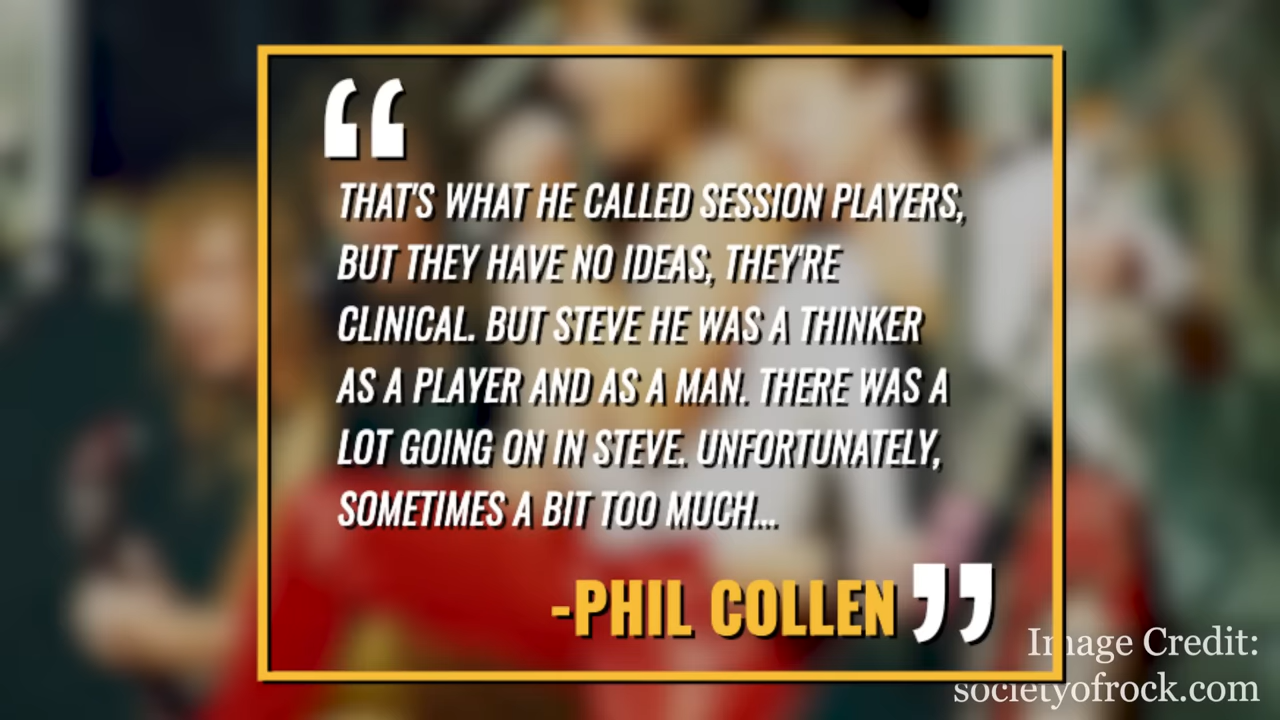 “
THAT'S WHAT HE CALLED SESSION PLAYERS,
BUT THEY HAVE NO IDEAS, THEY'RE
CLINICAL. BUT STEVE HE WAS A THINKER
AS A PLAYER AND AS A MAN. THERE WAS A
LOT GOING ON IN STEVE. UNFORTUNATELY,
SOMETIMES A BIT TOO MUCH...
-PHIL COLLEN ”
Image Credit:
societyofrock.com